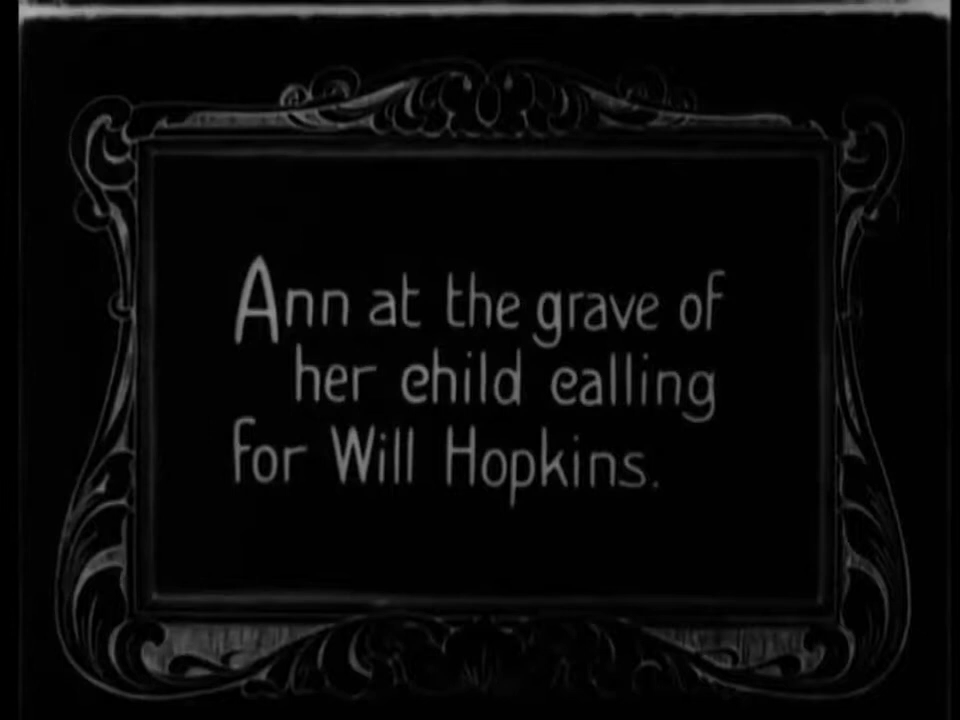 Ann at the grave of
her child calling
for Will Hopkins.